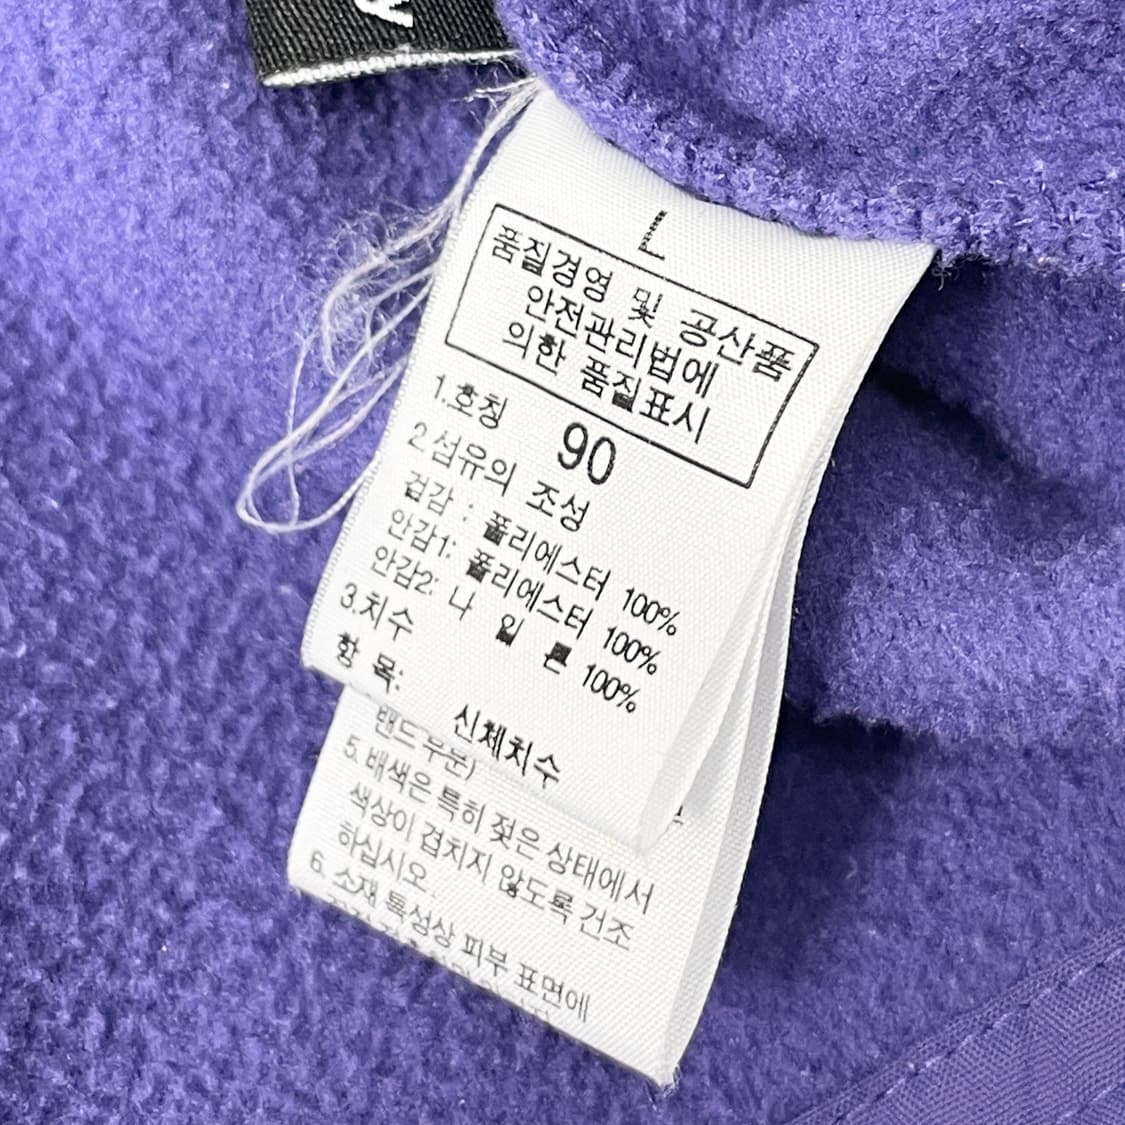 L
품질경영 및 공산품
안전관리법에
의한 품질표시
1.호칭 90
2.섬유의 조성
겉감 : 폴리에스터 100%
안감1: 폴리에스터 100%
안감2: 나 일 론 100%
3.치수
항 목:
신체치수
밴드부분)
5. 배색은 특히 젖은 상태에서
색상이 겹치지 않도록 건조
하십시오.
6. 소재 특성상 피부 표면에